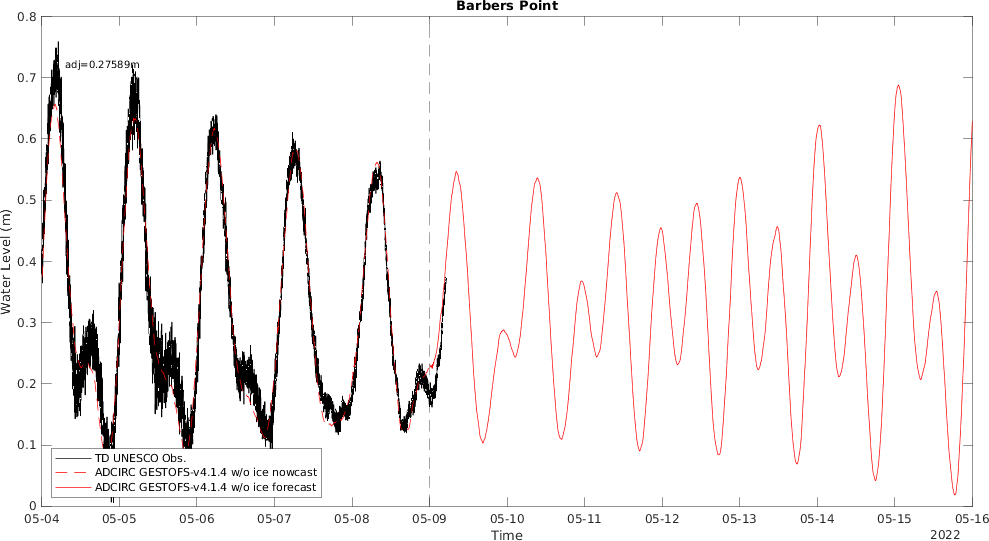 Barbers Point
0.8
adj=0.27589m
0.7
0.6
0.5
0.4
0.3
0.2
0.1
0
Water Level (m)
TD UNESCO Obs.
ADCIRC GESTOFS-v4.1.4 w/o ice nowcast
ADCIRC GESTOFS-v4.1.4 w/o ice forecast
05-04 05-05 05-06 05-07 05-08 05-09 05-10 05-11 05-12 05-13 05-14 05-15 05-16
Time
2022